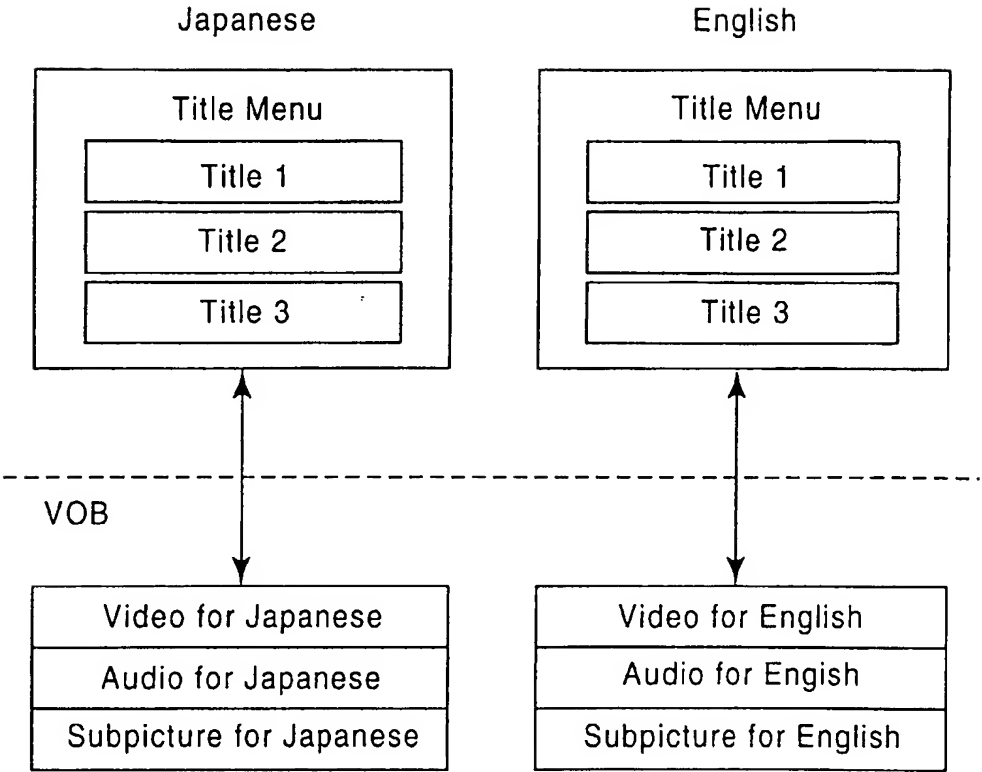 Japanese
English
Title Menu
Title 1
Title 2
Title 3
Title Menu
Title 1
Title 2
Title 3
VOB
Video for Japanese
Audio for Japanese
Subpicture for Japanese
Video for English
Audio for Engish
Subpicture for English